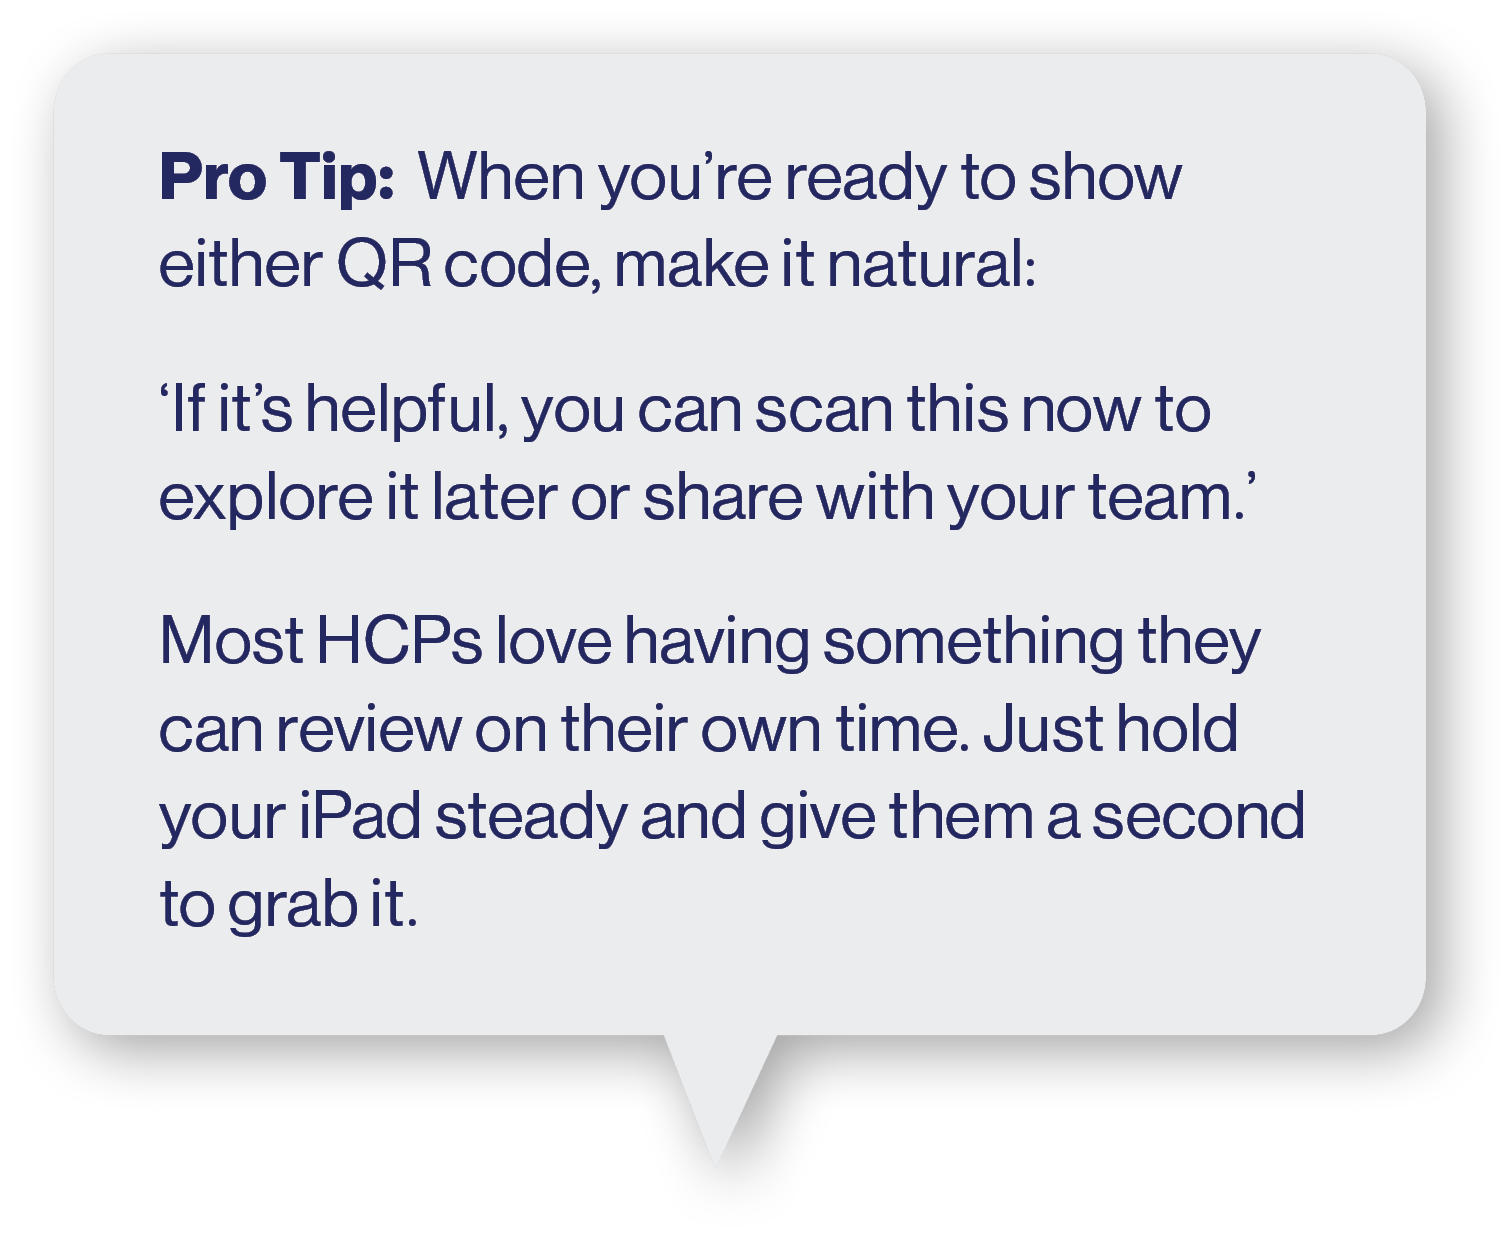 Pro Tip: When you’re ready to show
either QR code, make it natural:
‘If it’s helpful, you can scan this now to
explore it later or share with your team.’
Most HCPs love having something they
can review on their own time. Just hold
your iPad steady and give them a second
to grab it.